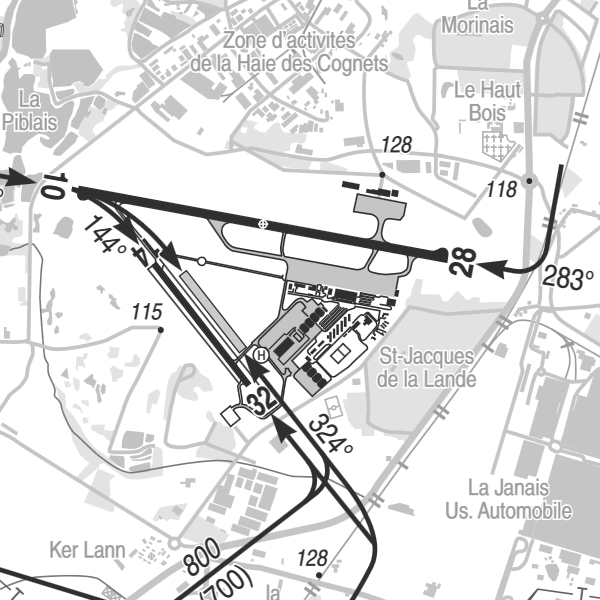 La
Morinais
Zone d'activités
de la Haie des Cognets
La
Piblais
Le Haut
Bois
128
118
10
144°
28
283°
115
St-Jacques
de la Lande
H
32
324°
La Janais
Us. Automobile
Ker Lann
800
(700)
128
la
T
T